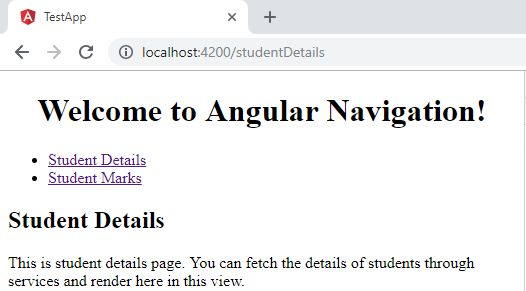 TestApp
localhost:4200/studentDetails
Welcome to Angular Navigation!
Student Details
Student Marks
Student Details
This is student details page. You can fetch the details of students through
services and render here in this view.